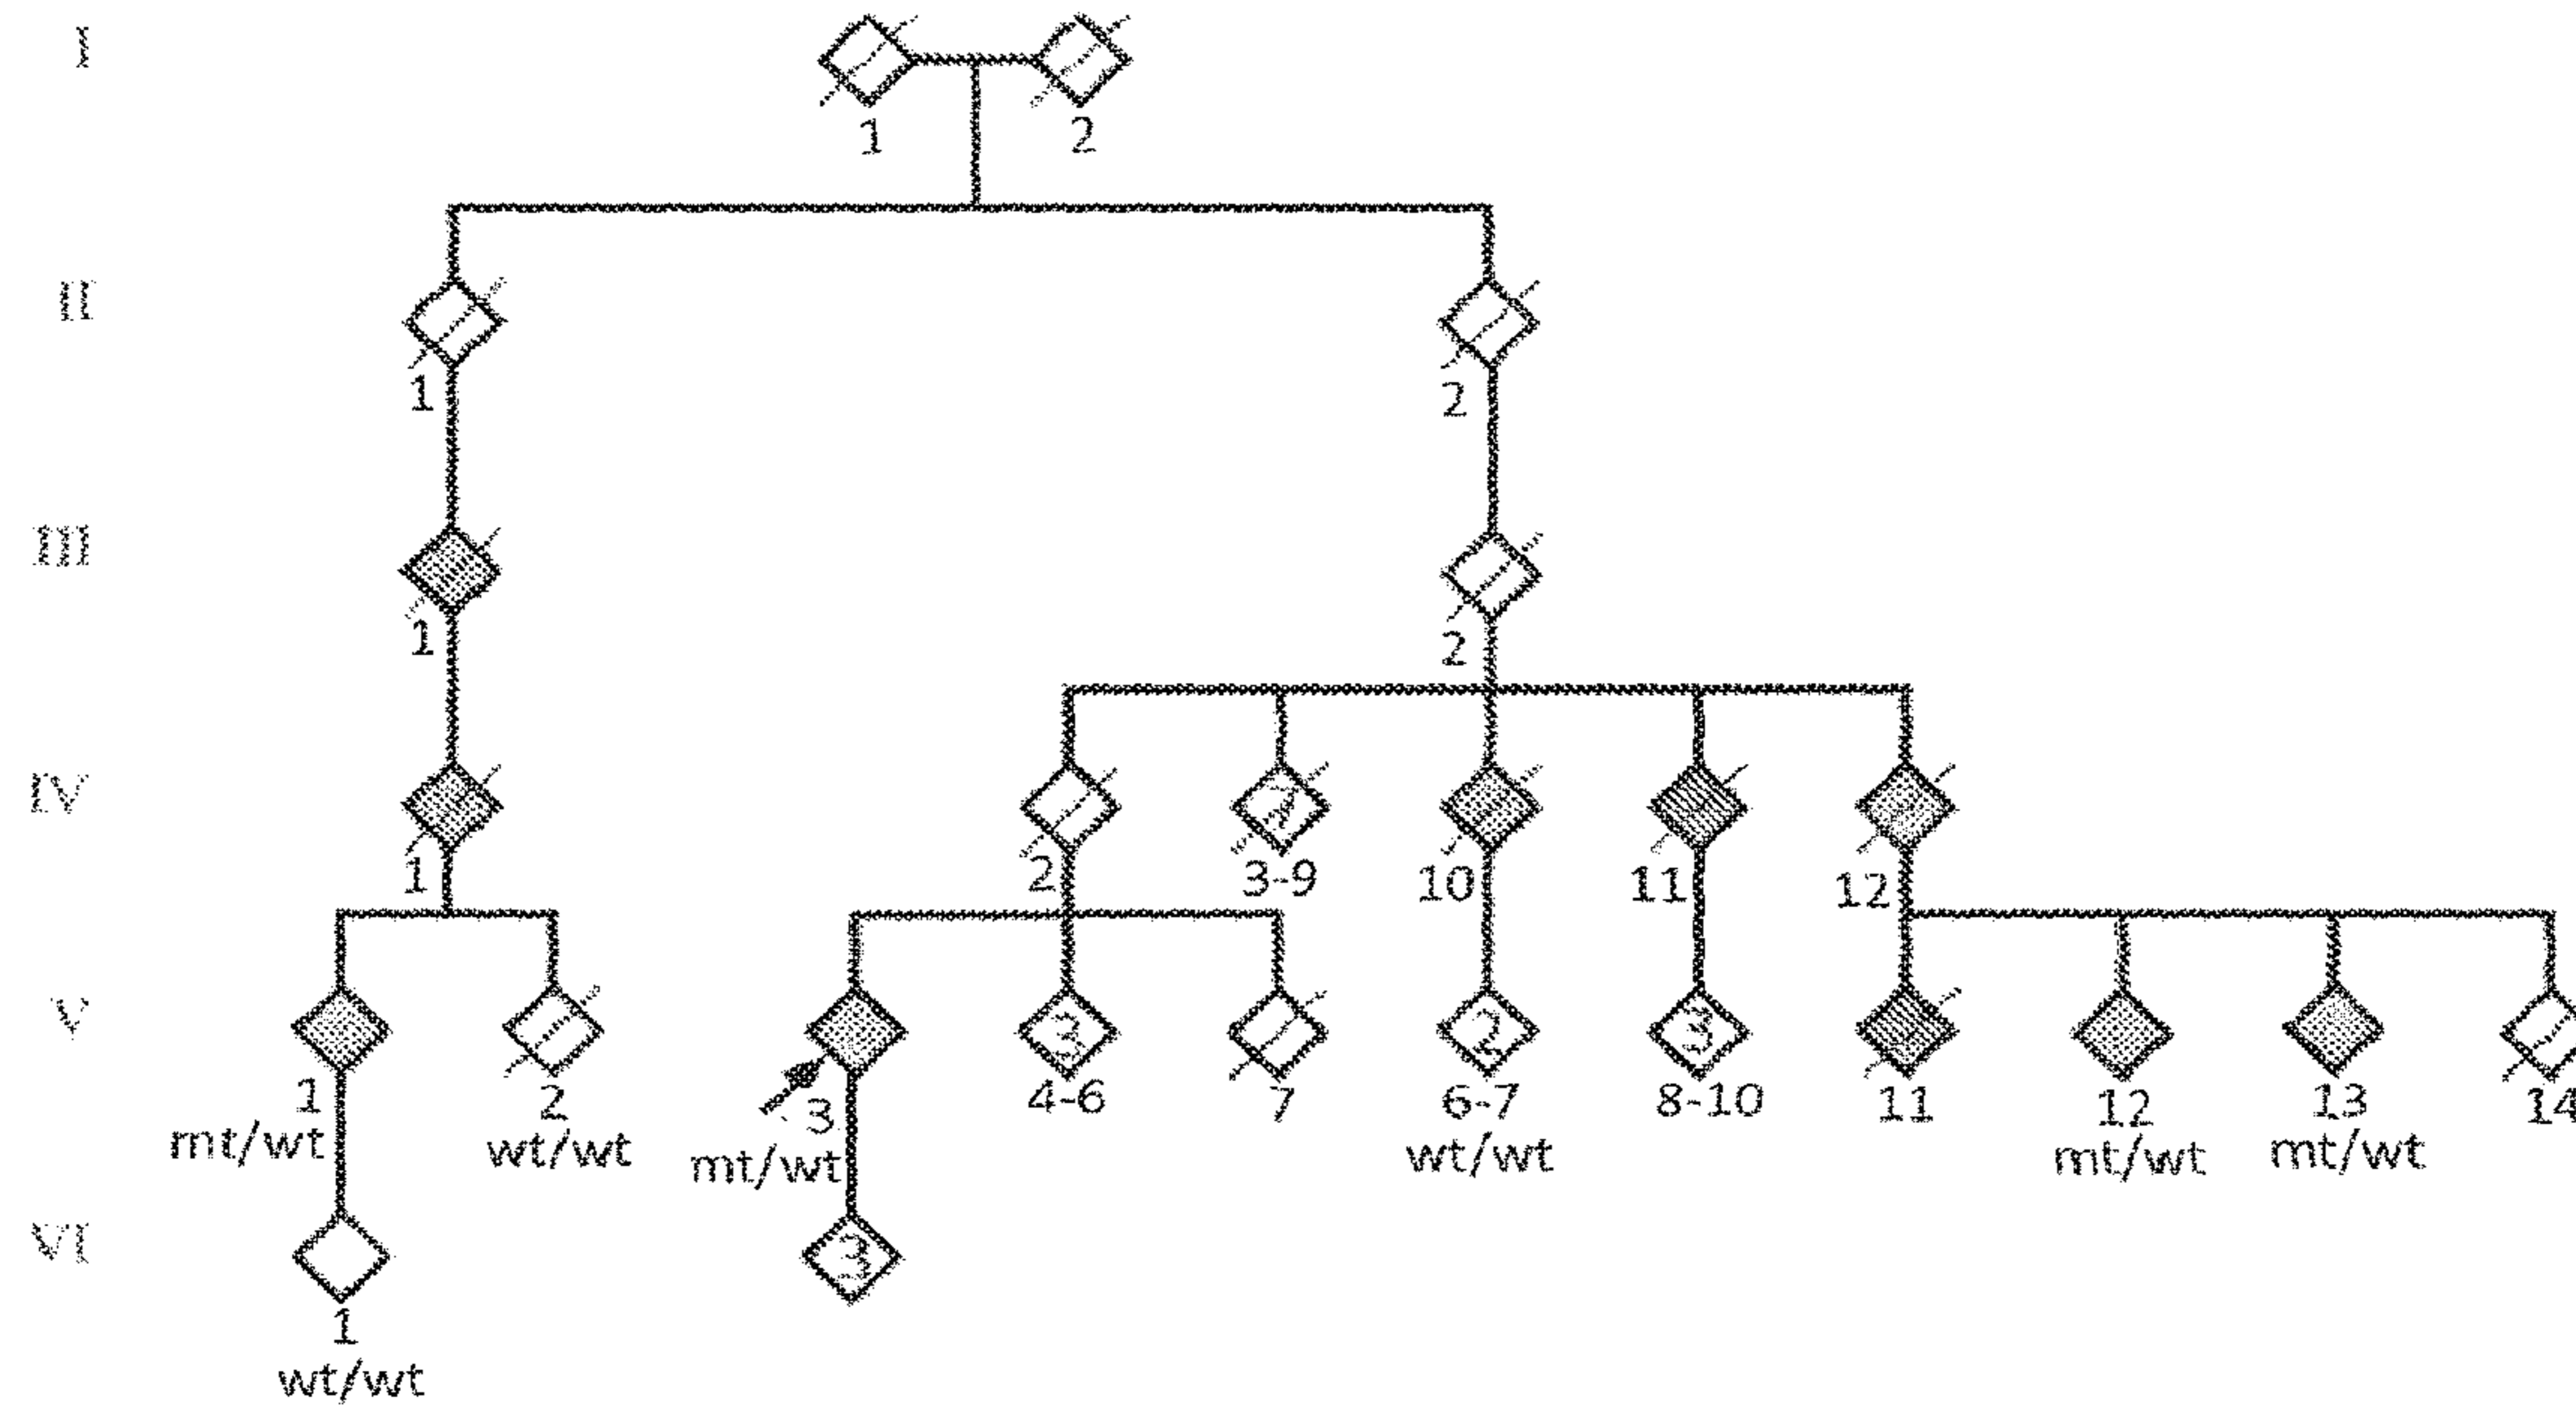 I
1 2
II
1 2
III
1 2
IV
7
1 2 3-9 10 11 12
V
3 2 3
1 2 3 4-6 7 6-7 8-10 11 12 13 14
mt/wt wt/wt mt/wt wt/wt mt/wt mt/wt
VI
3
1
wt/wt